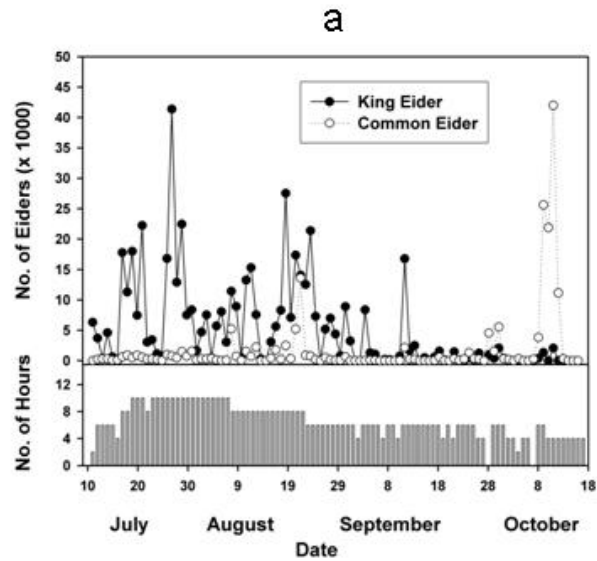 a
50
45
40
35
30
25
20
15
10
5
0
No. of Eiders (x 1000)
King Eider
Common Eider
12
8
4
0
No. of Hours
10 20 30 9 19 29 8 18 28 8 18
July August September October
Date